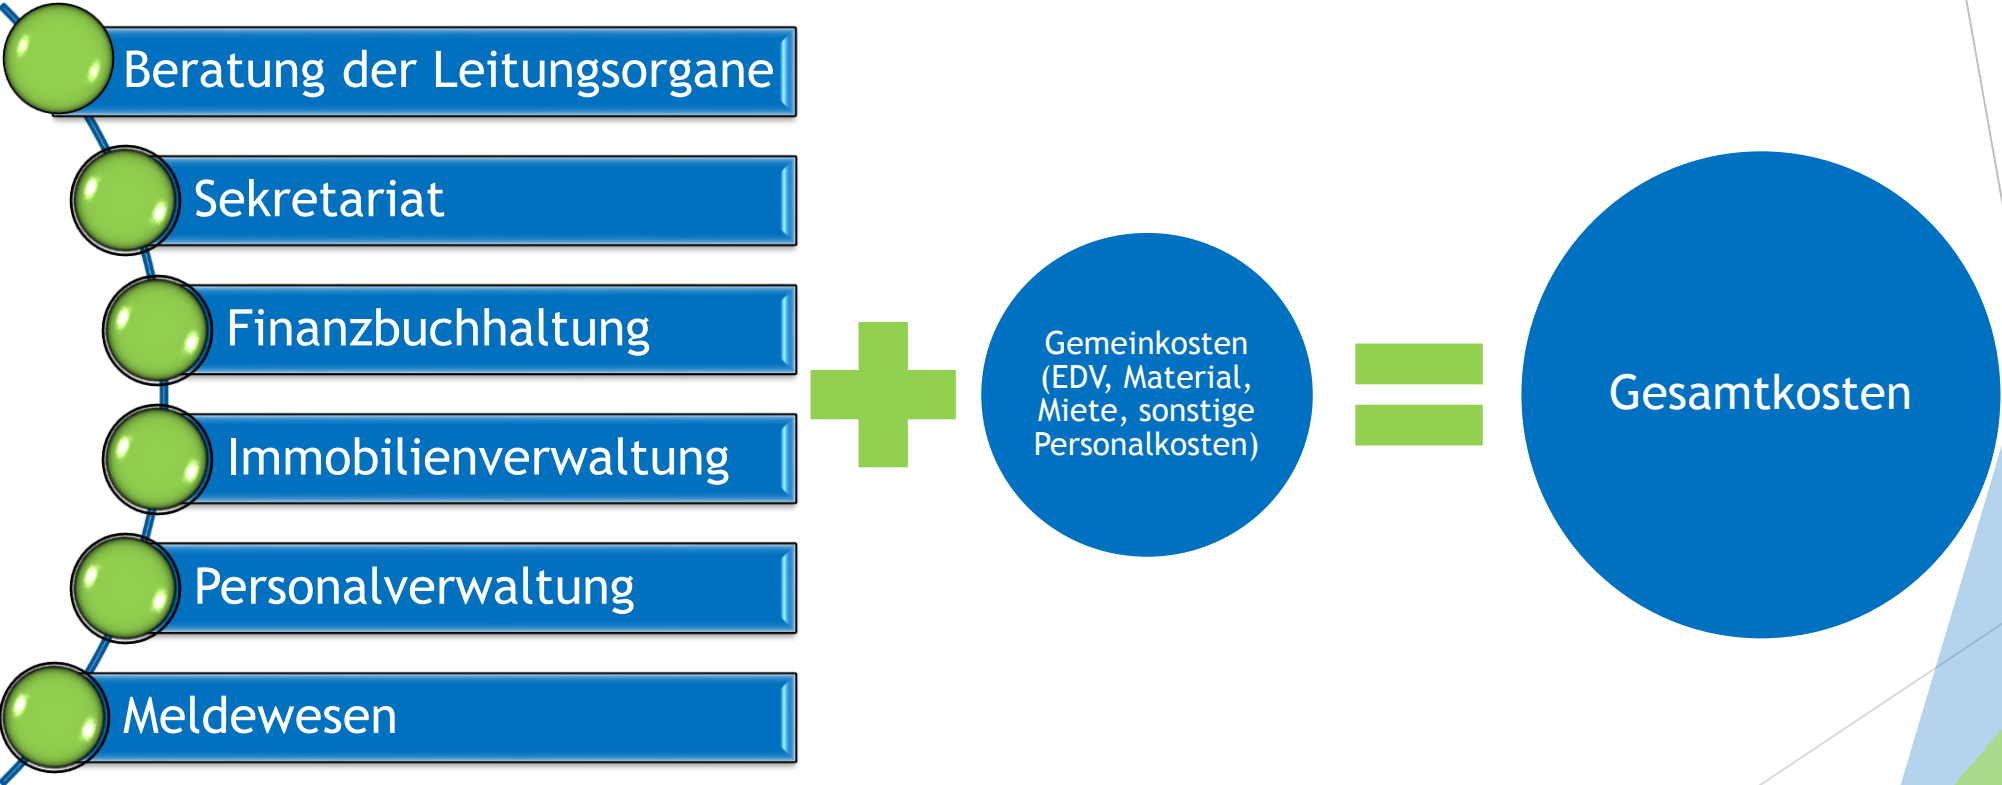 Beratung der Leitungsorgane
Sekretariat
Finanzbuchhaltung
Immobilienverwaltung
Personalverwaltung
Meldewesen
Gemeinkosten
(EDV, Material,
Miete, sonstige
Personalkosten)
Gesamtkosten